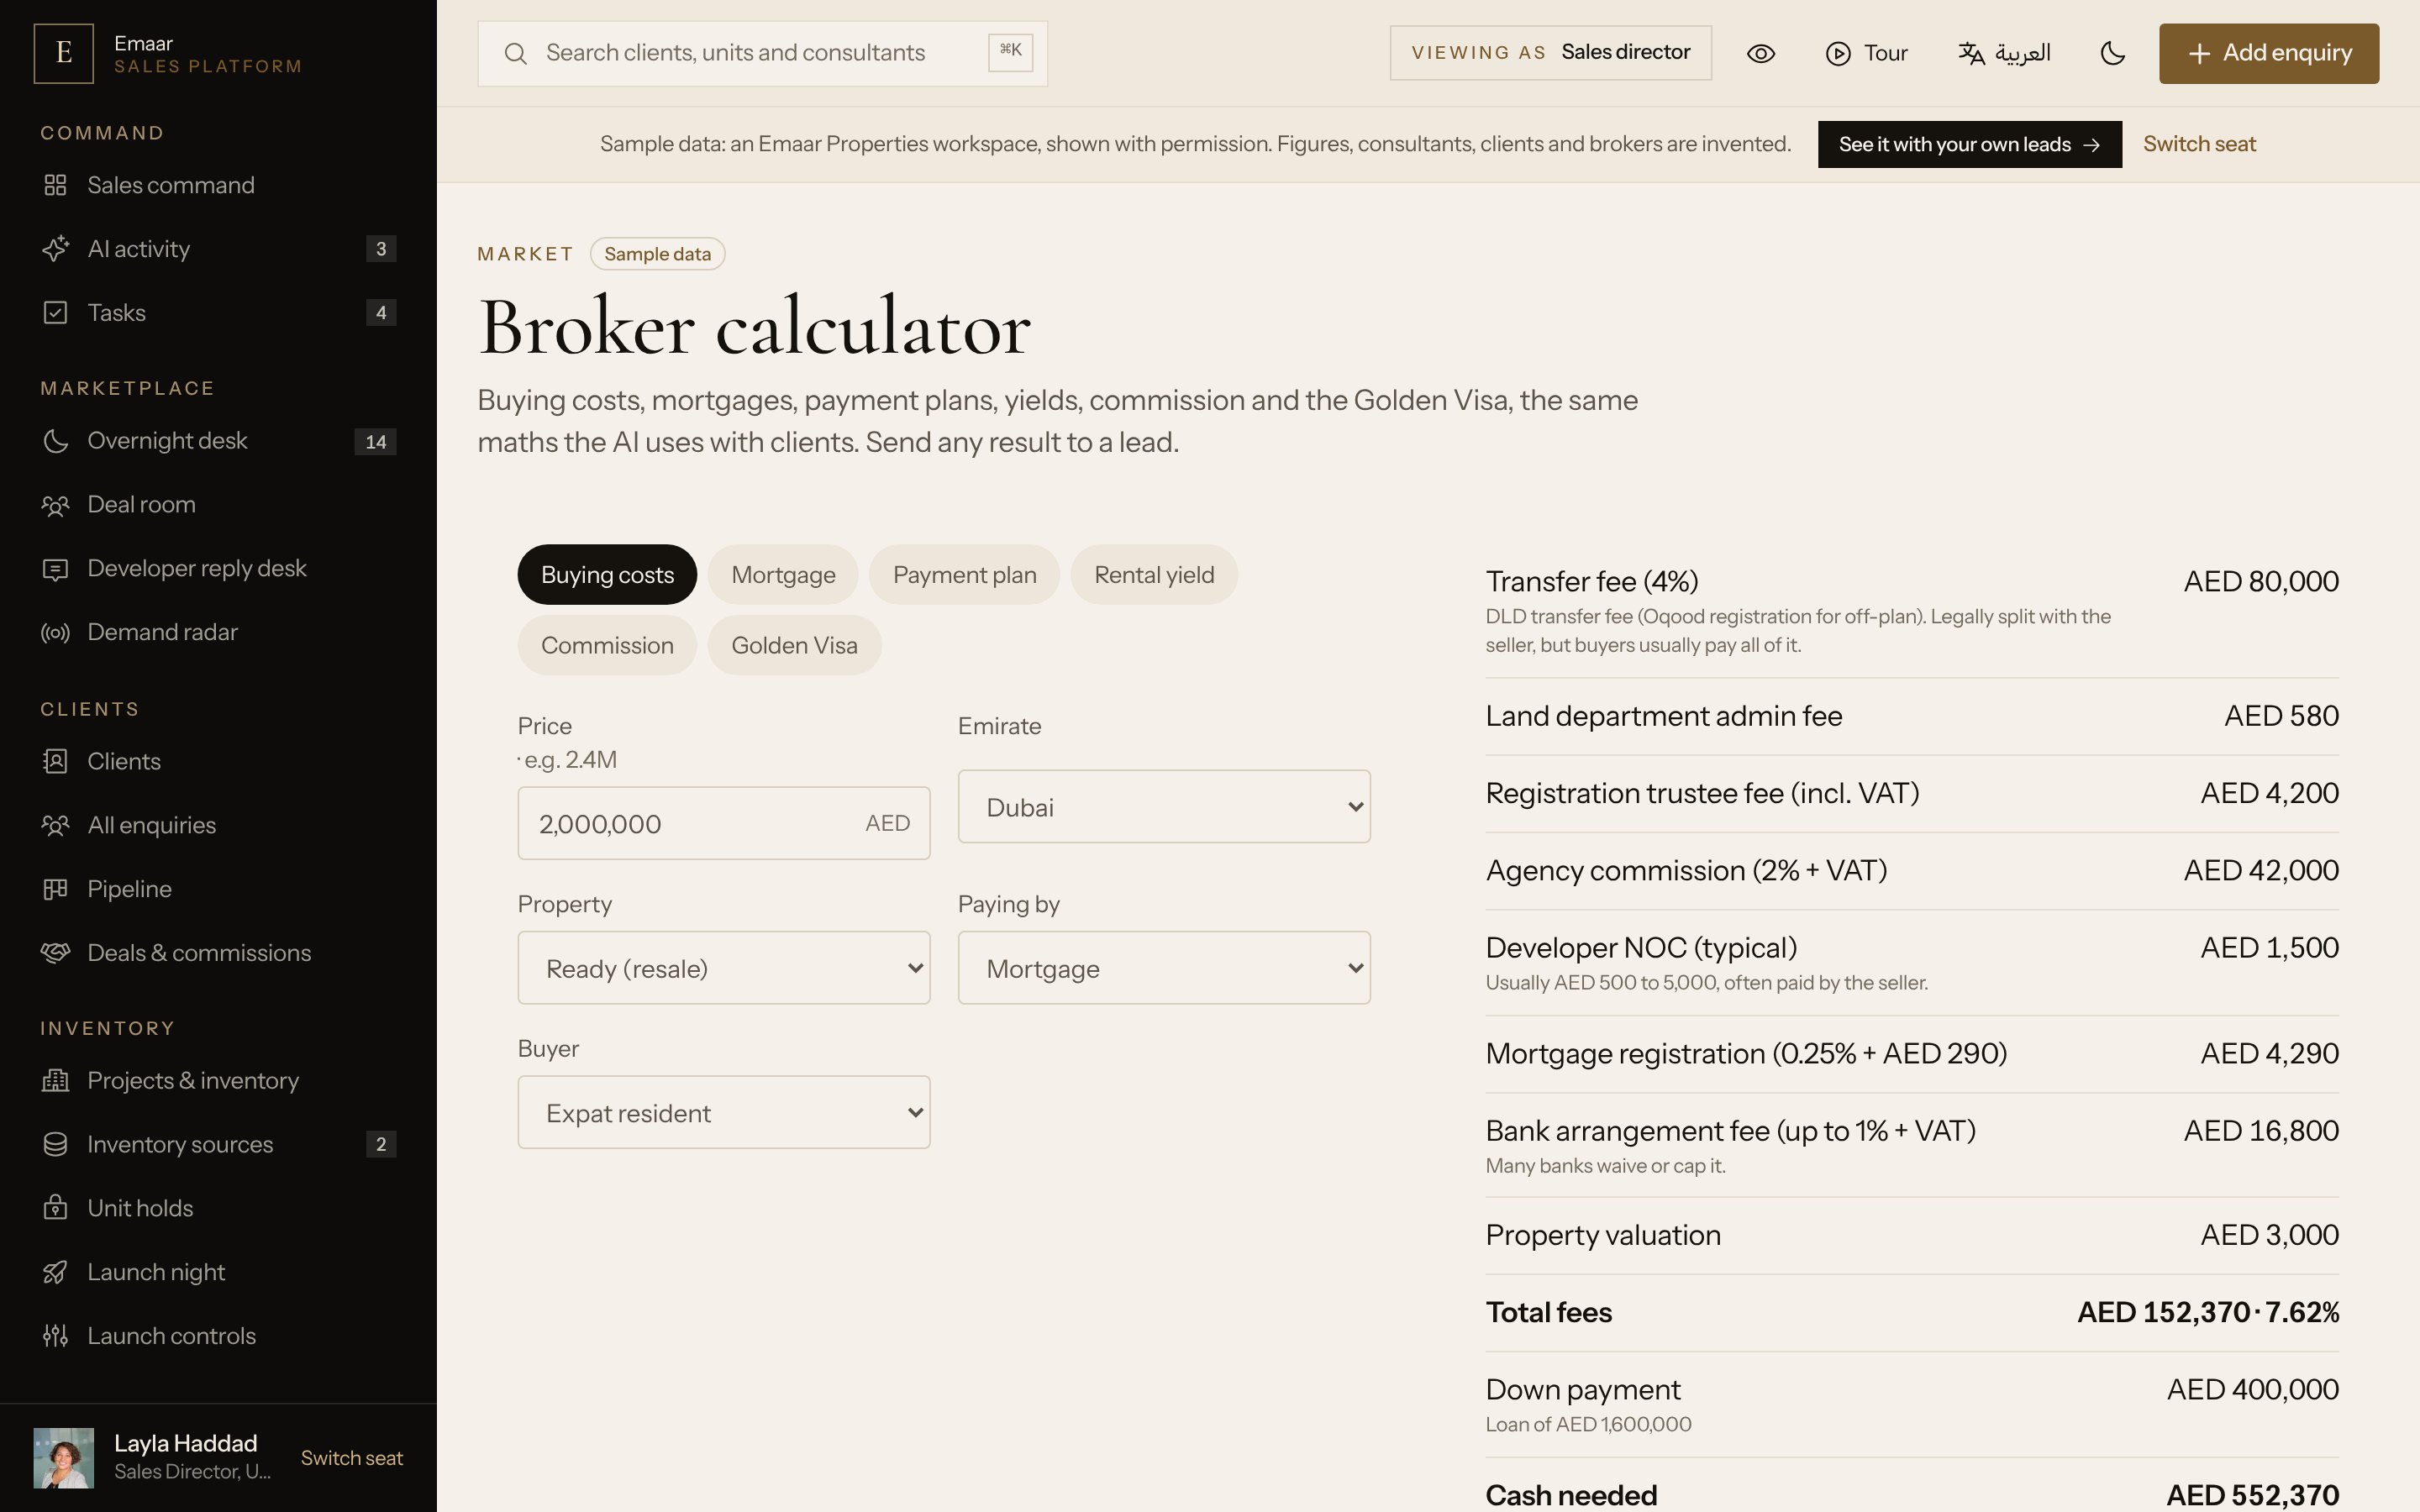 E
Emaar
SALES PLATFORM
COMMAND
Sales command
AI activity 3
Tasks 4
MARKETPLACE
Overnight desk 14
Deal room
Developer reply desk
Demand radar
CLIENTS
Clients
All enquiries
Pipeline
Deals & commissions
INVENTORY
Projects & inventory
Inventory sources 2
Unit holds
Launch night
Launch controls
Layla Haddad
Sales Director, U...
Switch seat
Search clients, units and consultants ⌘K
VIEWING AS Sales director
Tour
العربية
+ Add enquiry
Sample data: an Emaar Properties workspace, shown with permission. Figures, consultants, clients and brokers are invented.
See it with your own leads →
Switch seat
MARKET Sample data
Broker calculator
Buying costs, mortgages, payment plans, yields, commission and the Golden Visa, the same
maths the AI uses with clients. Send any result to a lead.
Buying costs Mortgage Payment plan Rental yield
Commission Golden Visa
Price
· e.g. 2.4M
2,000,000 AED
Emirate
Dubai
Property
Ready (resale)
Paying by
Mortgage
Buyer
Expat resident
Transfer fee (4%) AED 80,000
DLD transfer fee (Oqood registration for off-plan). Legally split with the
seller, but buyers usually pay all of it.
Land department admin fee AED 580
Registration trustee fee (incl. VAT) AED 4,200
Agency commission (2% + VAT) AED 42,000
Developer NOC (typical) AED 1,500
Usually AED 500 to 5,000, often paid by the seller.
Mortgage registration (0.25% + AED 290) AED 4,290
Bank arrangement fee (up to 1% + VAT) AED 16,800
Many banks waive or cap it.
Property valuation AED 3,000
Total fees AED 152,370 · 7.62%
Down payment AED 400,000
Loan of AED 1,600,000
Cash needed AED 552,370